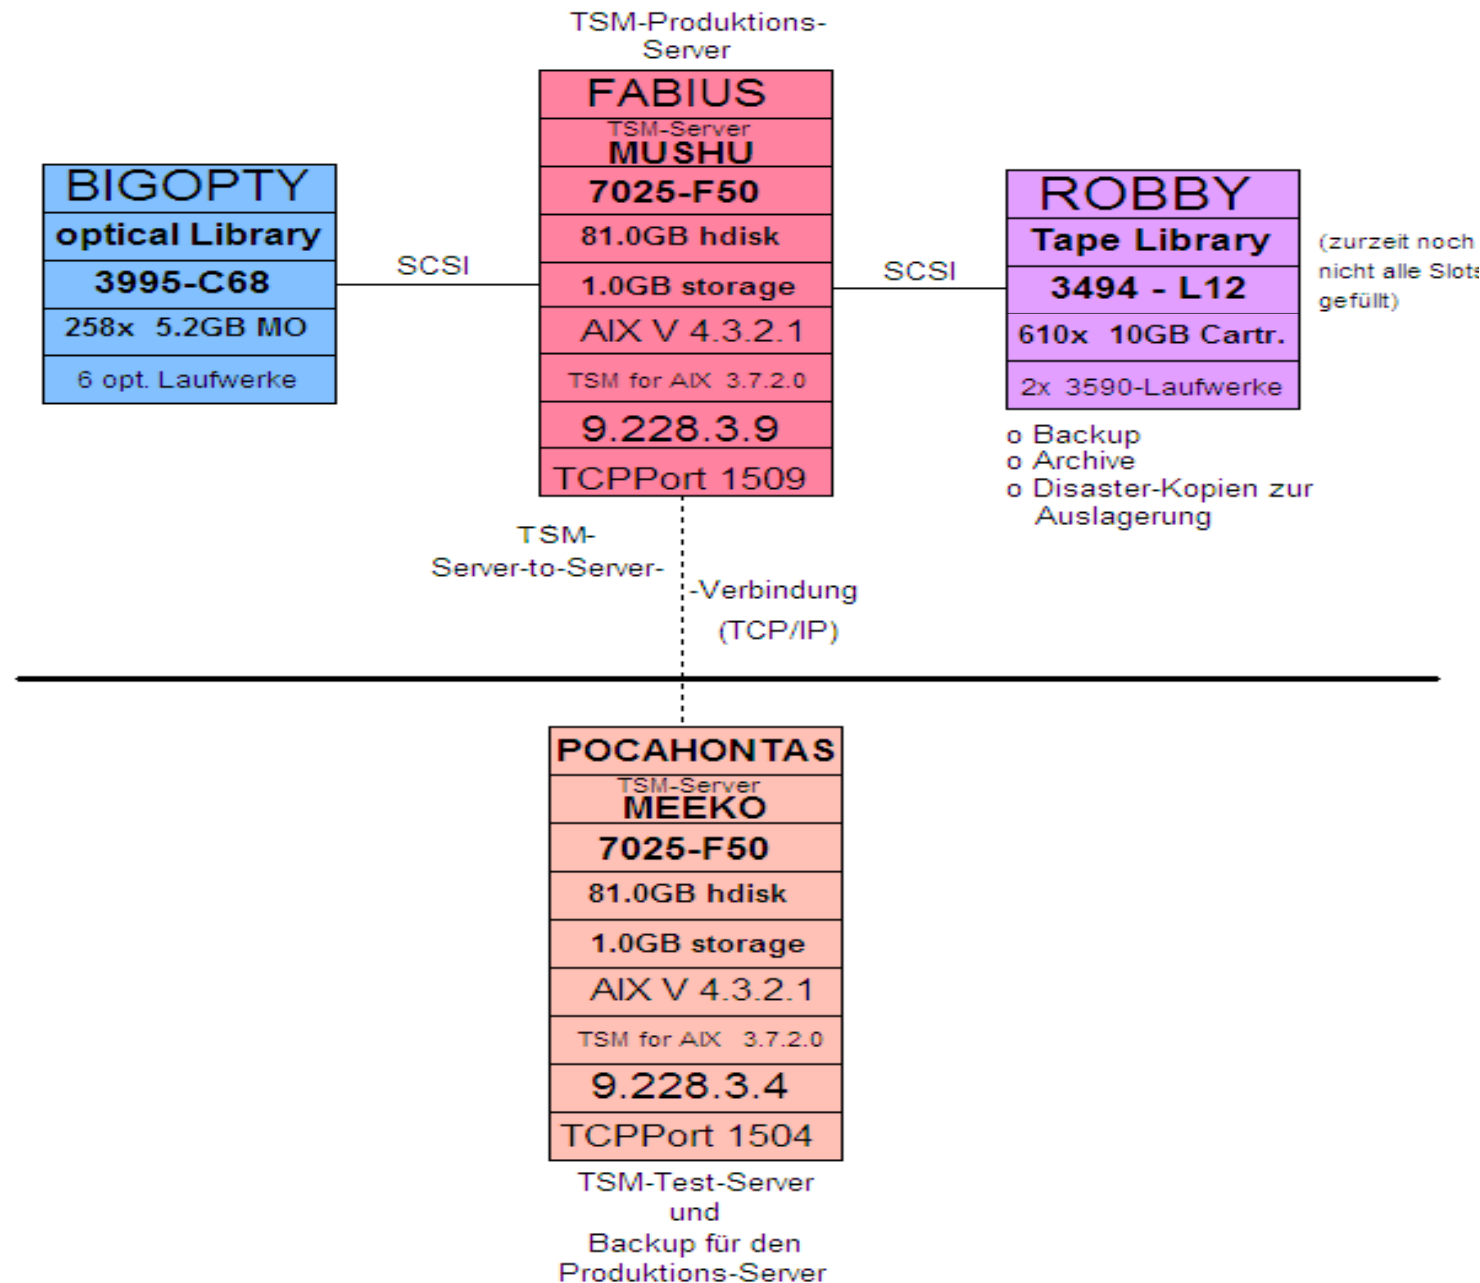 TSM-Produktions-
Server
FABIUS
TSM-Server
MUSHU
7025-F50
81.0GB hdisk
1.0GB storage
AIX V 4.3.2.1
TSM for AIX 3.7.2.0
9.228.3.9
TCPPort 1509
BIGOPTY
optical Library
3995-C68
258x 5.2GB MO
6 opt. Laufwerke
SCSI
SCSI
ROBBY
Tape Library
3494 - L12
610x 10GB Cartr.
2x 3590-Laufwerke
(zurzeit noch
nicht alle Slots
gefüllt)
o Backup
o Archive
o Disaster-Kopien zur
Auslagerung
TSM-
Server-to-Server-
-Verbindung
(TCP/IP)
POCAHONTAS
TSM-Server
MEEKO
7025-F50
81.0GB hdisk
1.0GB storage
AIX V 4.3.2.1
TSM for AIX 3.7.2.0
9.228.3.4
TCPPort 1504
TSM-Test-Server
und
Backup für den
Produktions-Server